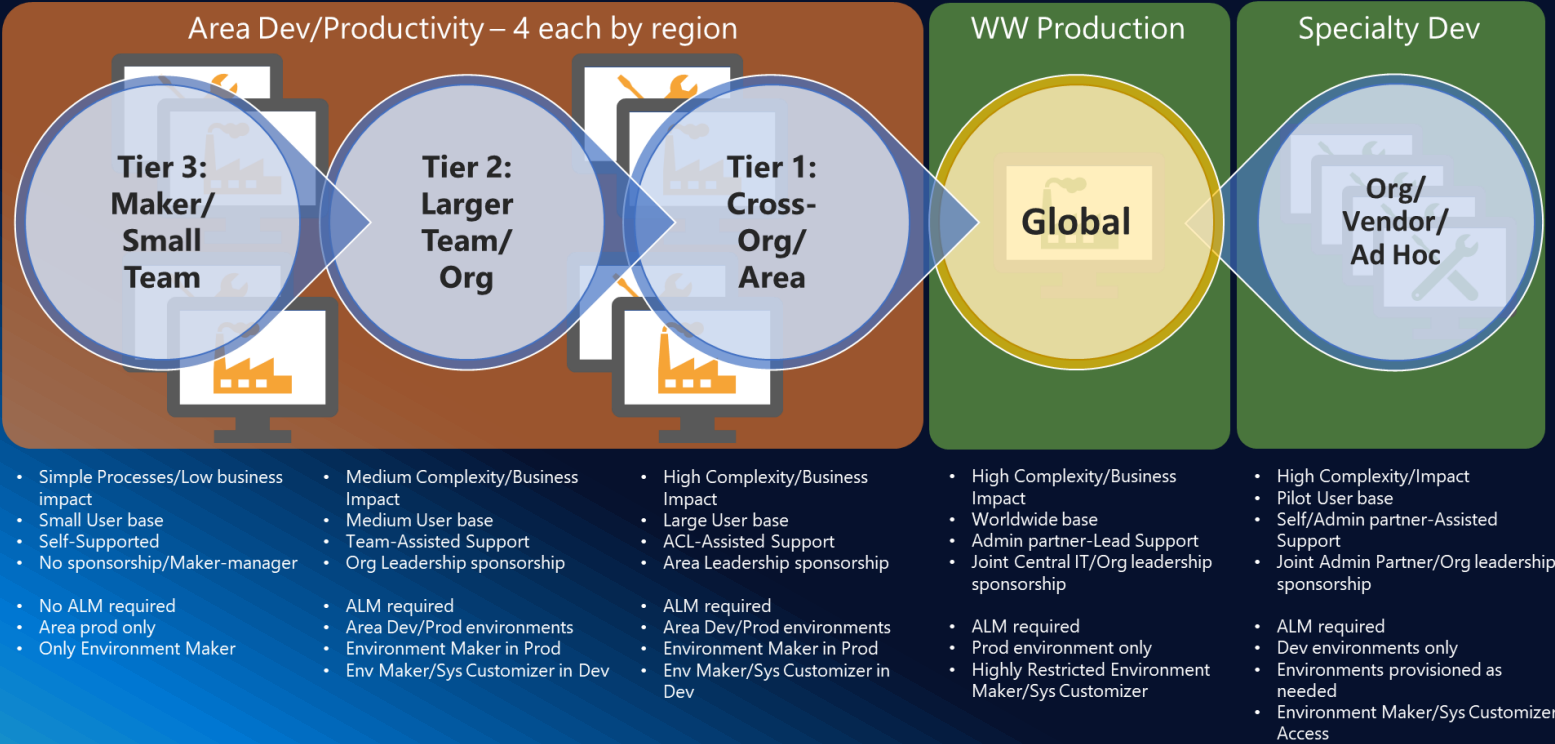 Area Dev/Productivity – 4 each by region
WW Production
Specialty Dev
Tier 3:
Maker/
Small
Team
Tier 2:
Larger
Team/
Org
Tier 1:
Cross-
Org/
Area
Global
Org/
Vendor/
Ad Hoc
• Simple Processes/Low business
impact
• Small User base
• Self-Supported
• No sponsorship/Maker-manager
• No ALM required
• Area prod only
• Only Environment Maker
• Medium Complexity/Business
Impact
• Medium User base
• Team-Assisted Support
• Org Leadership sponsorship
• ALM required
• Area Dev/Prod environments
• Environment Maker in Prod
• Env Maker/Sys Customizer in Dev
• High Complexity/Business
Impact
• Large User base
• ACL-Assisted Support
• Area Leadership sponsorship
• ALM required
• Area Dev/Prod environments
• Environment Maker in Prod
• Env Maker/Sys Customizer in
Dev
• High Complexity/Business
Impact
• Worldwide base
• Admin partner-Lead Support
• Joint Central IT/Org leadership
sponsorship
• ALM required
• Prod environment only
• Highly Restricted Environment
Maker/Sys Customizer
• High Complexity/Impact
• Pilot User base
• Self/Admin partner-Assisted
Support
• Joint Admin Partner/Org leadership
sponsorship
• ALM required
• Dev environments only
• Environments provisioned as
needed
• Environment Maker/Sys Customizer
Access